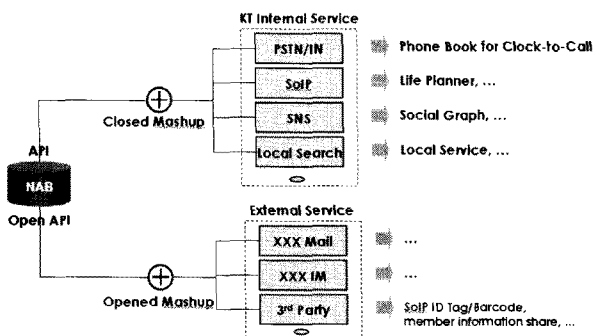 KT Internal Service
PSTN/IN
Phone Book for Clock-to-Call
SoIP
Life Planner, ...
SNS
Social Graph, ...
Local Search
Local Service, ...
Closed Mashup
API
NAB
Open API
External Service
XXX Mail
...
XXX IM
...
Opened Mashup
3rd Party
SoIP ID Tag/Barcode,
member information share, ...